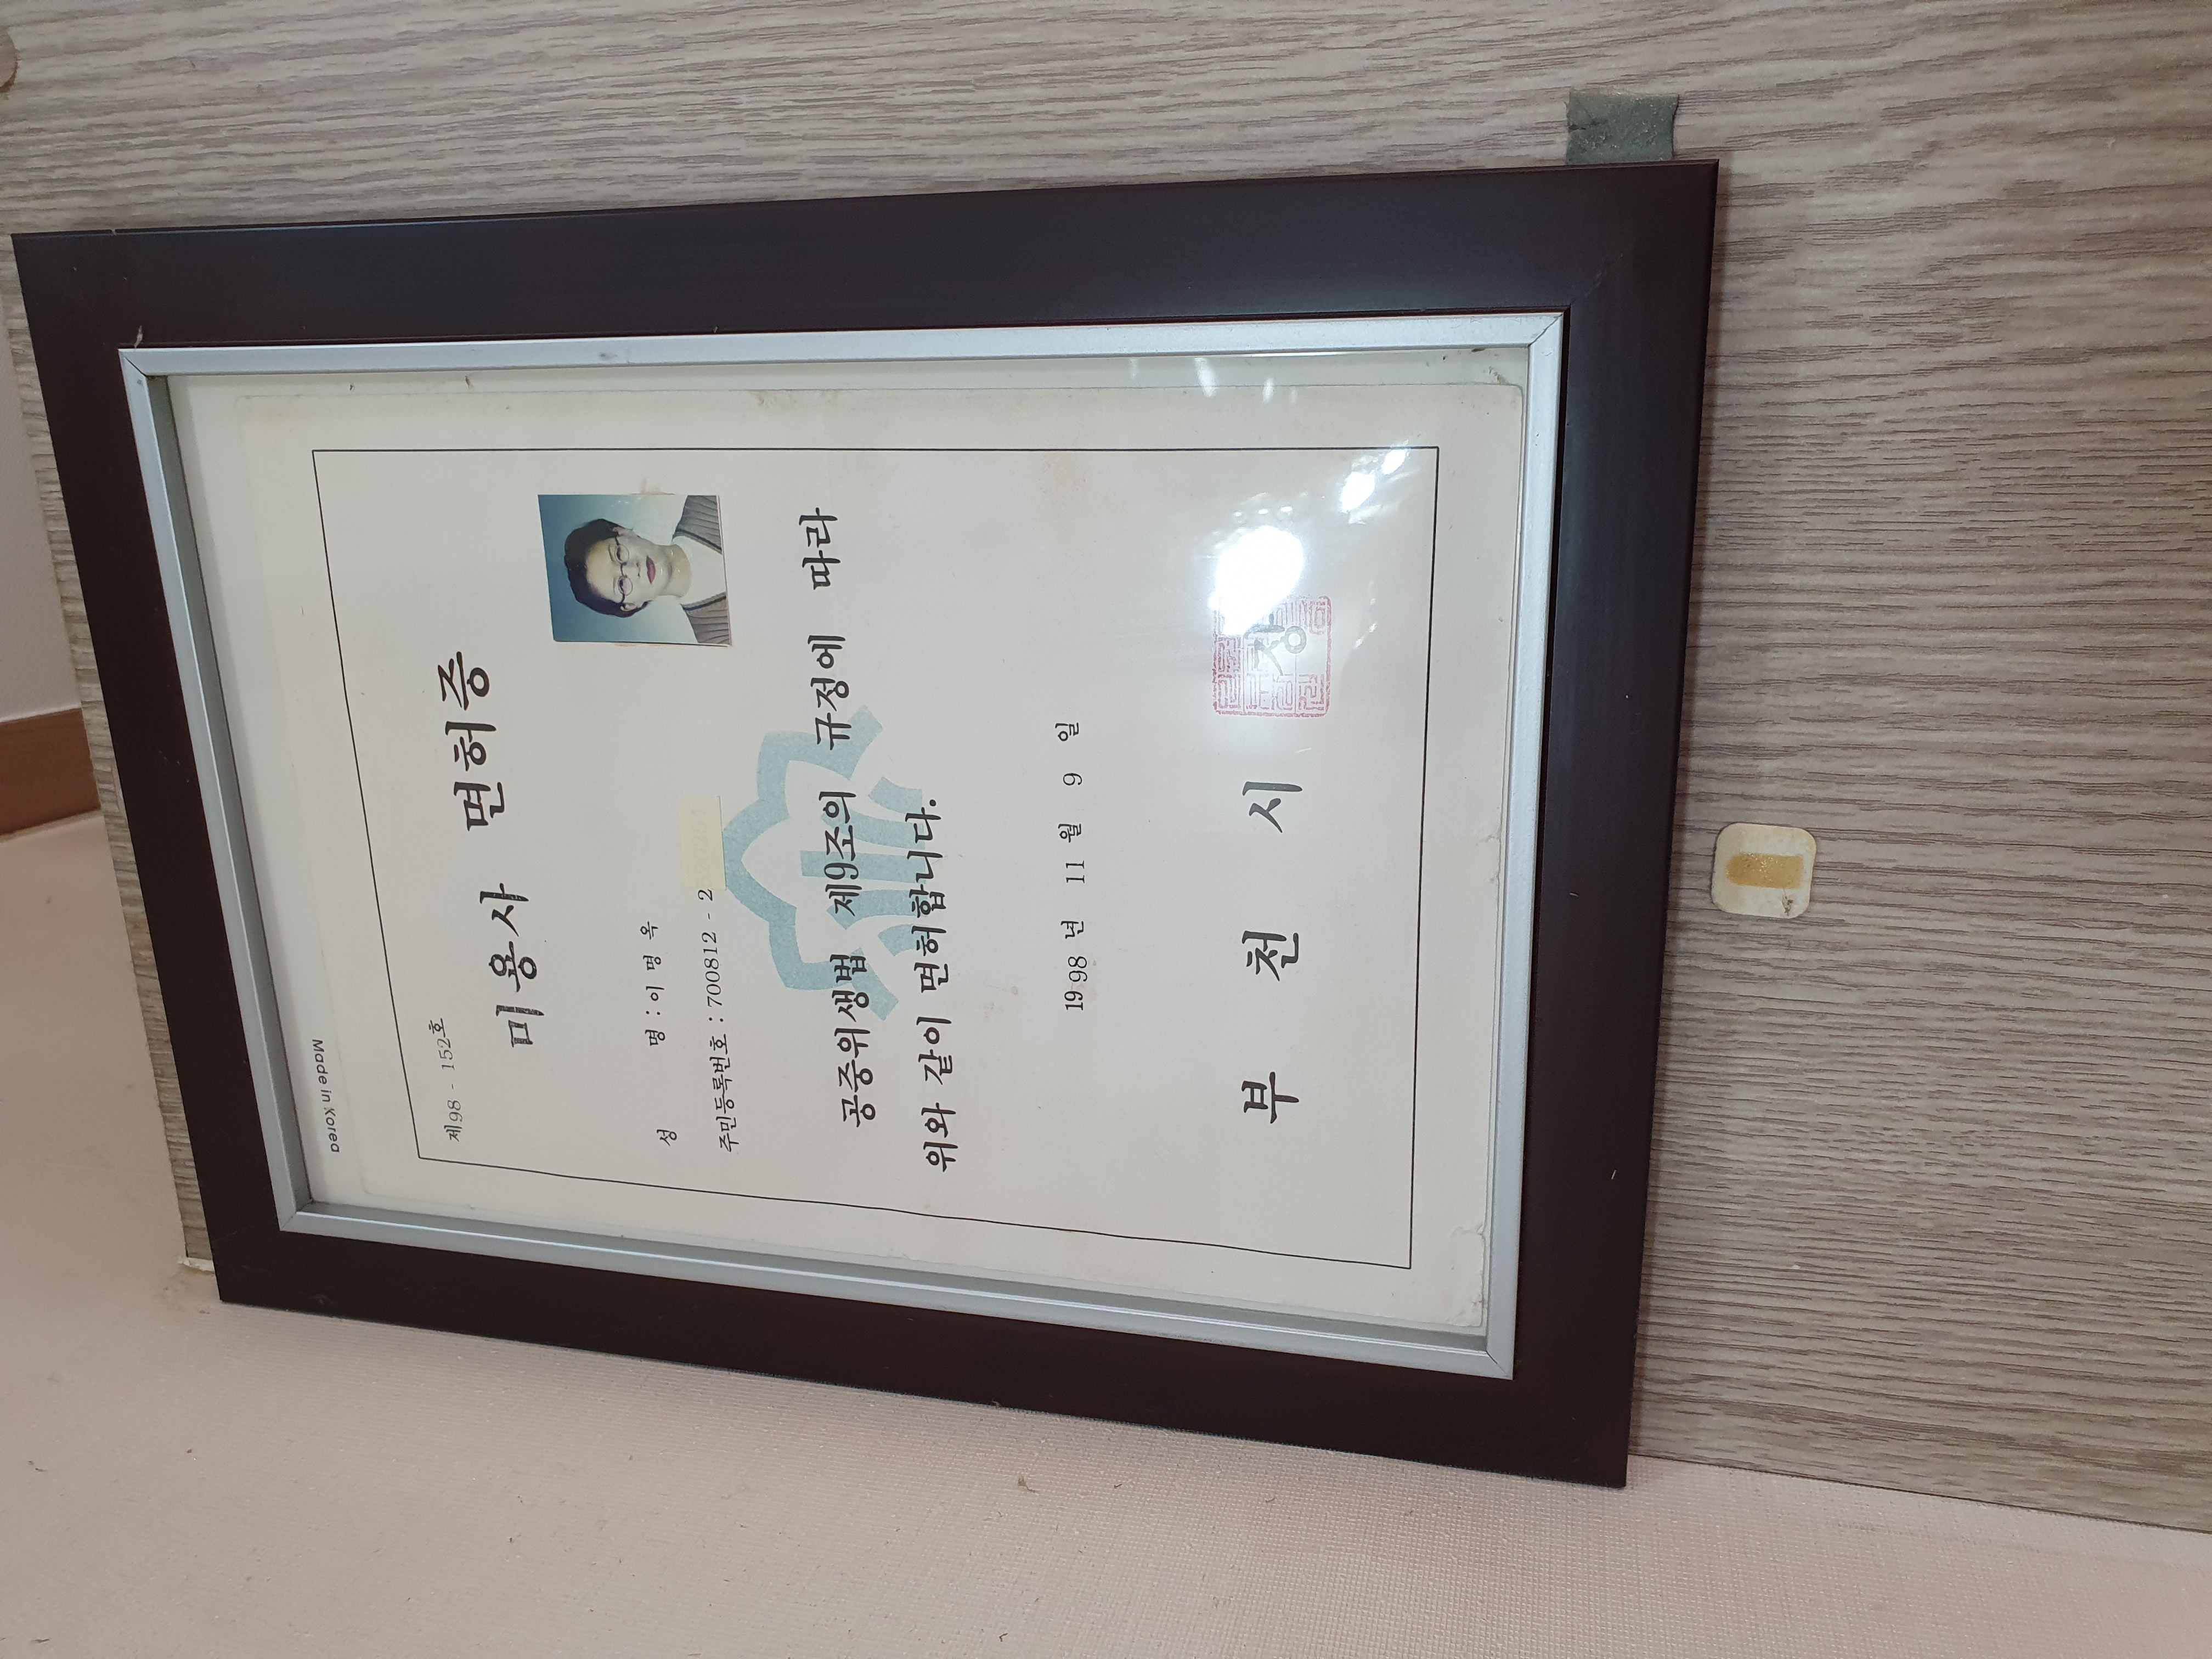 Made in Korea
제98 - 152호
미용사 면허증
성 명 : 이 명 옥
주민등록번호 : 700812 - 2
공중위생법 제9조의 규정에 따라
위와 같이 면허합니다.
1998 년 11 월 9 일
부 천 시 장